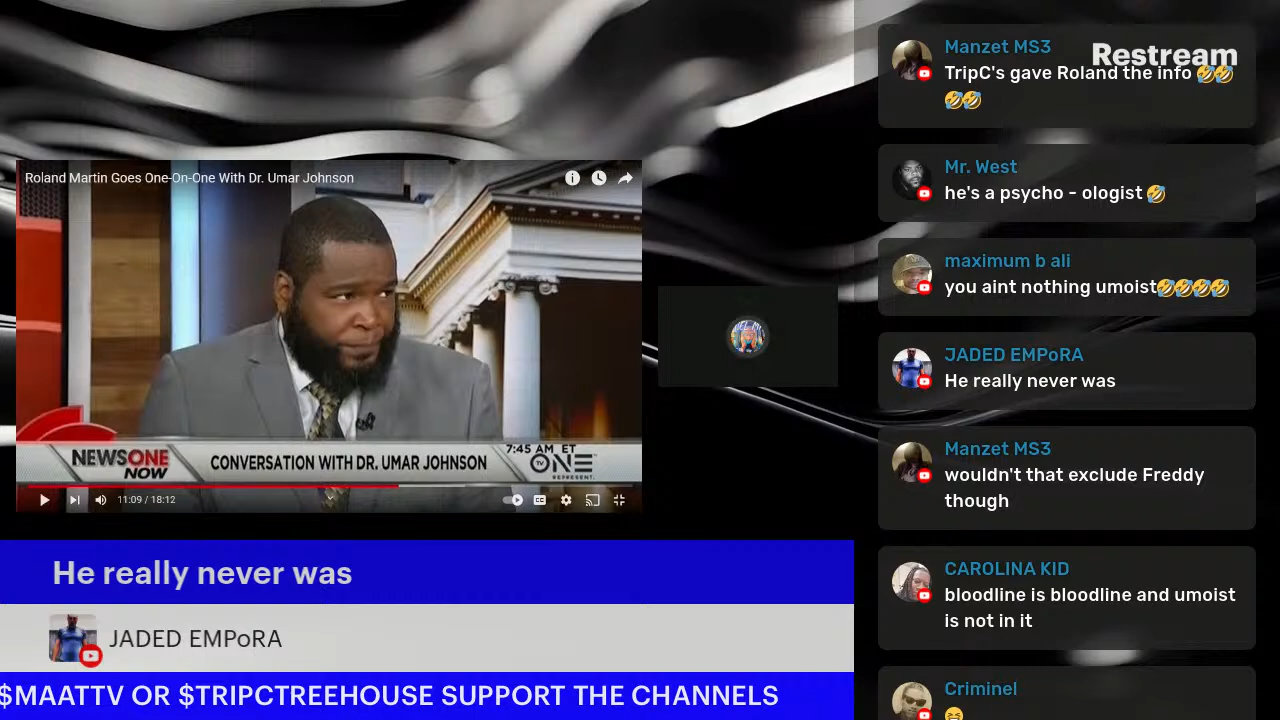 Restream
Manzet MS3
TripC's gave Roland the info 🤣🤣
🤣🤣
Mr. West
he's a psycho - ologist 🤣
maximum b ali
you aint nothing umoist🤣🤣🤣🤣
JADED EMPoRA
He really never was
Manzet MS3
wouldn't that exclude Freddy
though
CAROLINA KID
bloodline is bloodline and umoist
is not in it
Criminel
😆
Roland Martin Goes One-On-One With Dr. Umar Johnson
NEWSONE
NOW
CONVERSATION WITH DR. UMAR JOHNSON
7:45 AM ET
TV ONE
REPRESENT.
11:09 / 18:12
He really never was
JADED EMPoRA
$MAATTV OR $TRIPCTREEHOUSE SUPPORT THE CHANNELS